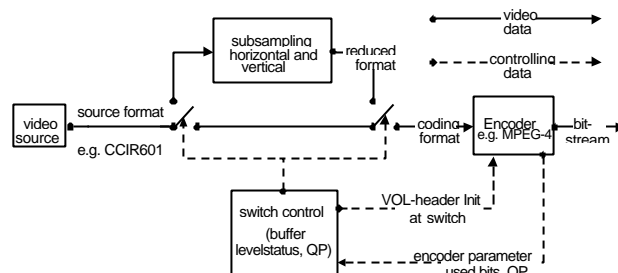 video
data
subsampling
horizontal and
vertical
reduced
format
controlling
data
source format
video
source
e.g. CCIR601
coding
format
Encoder
e.g. MPEG-4
bit-
stream
switch control
(buffer
levelstatus, QP)
VOL-header Init
at switch
encoder parameter
used bits, QP